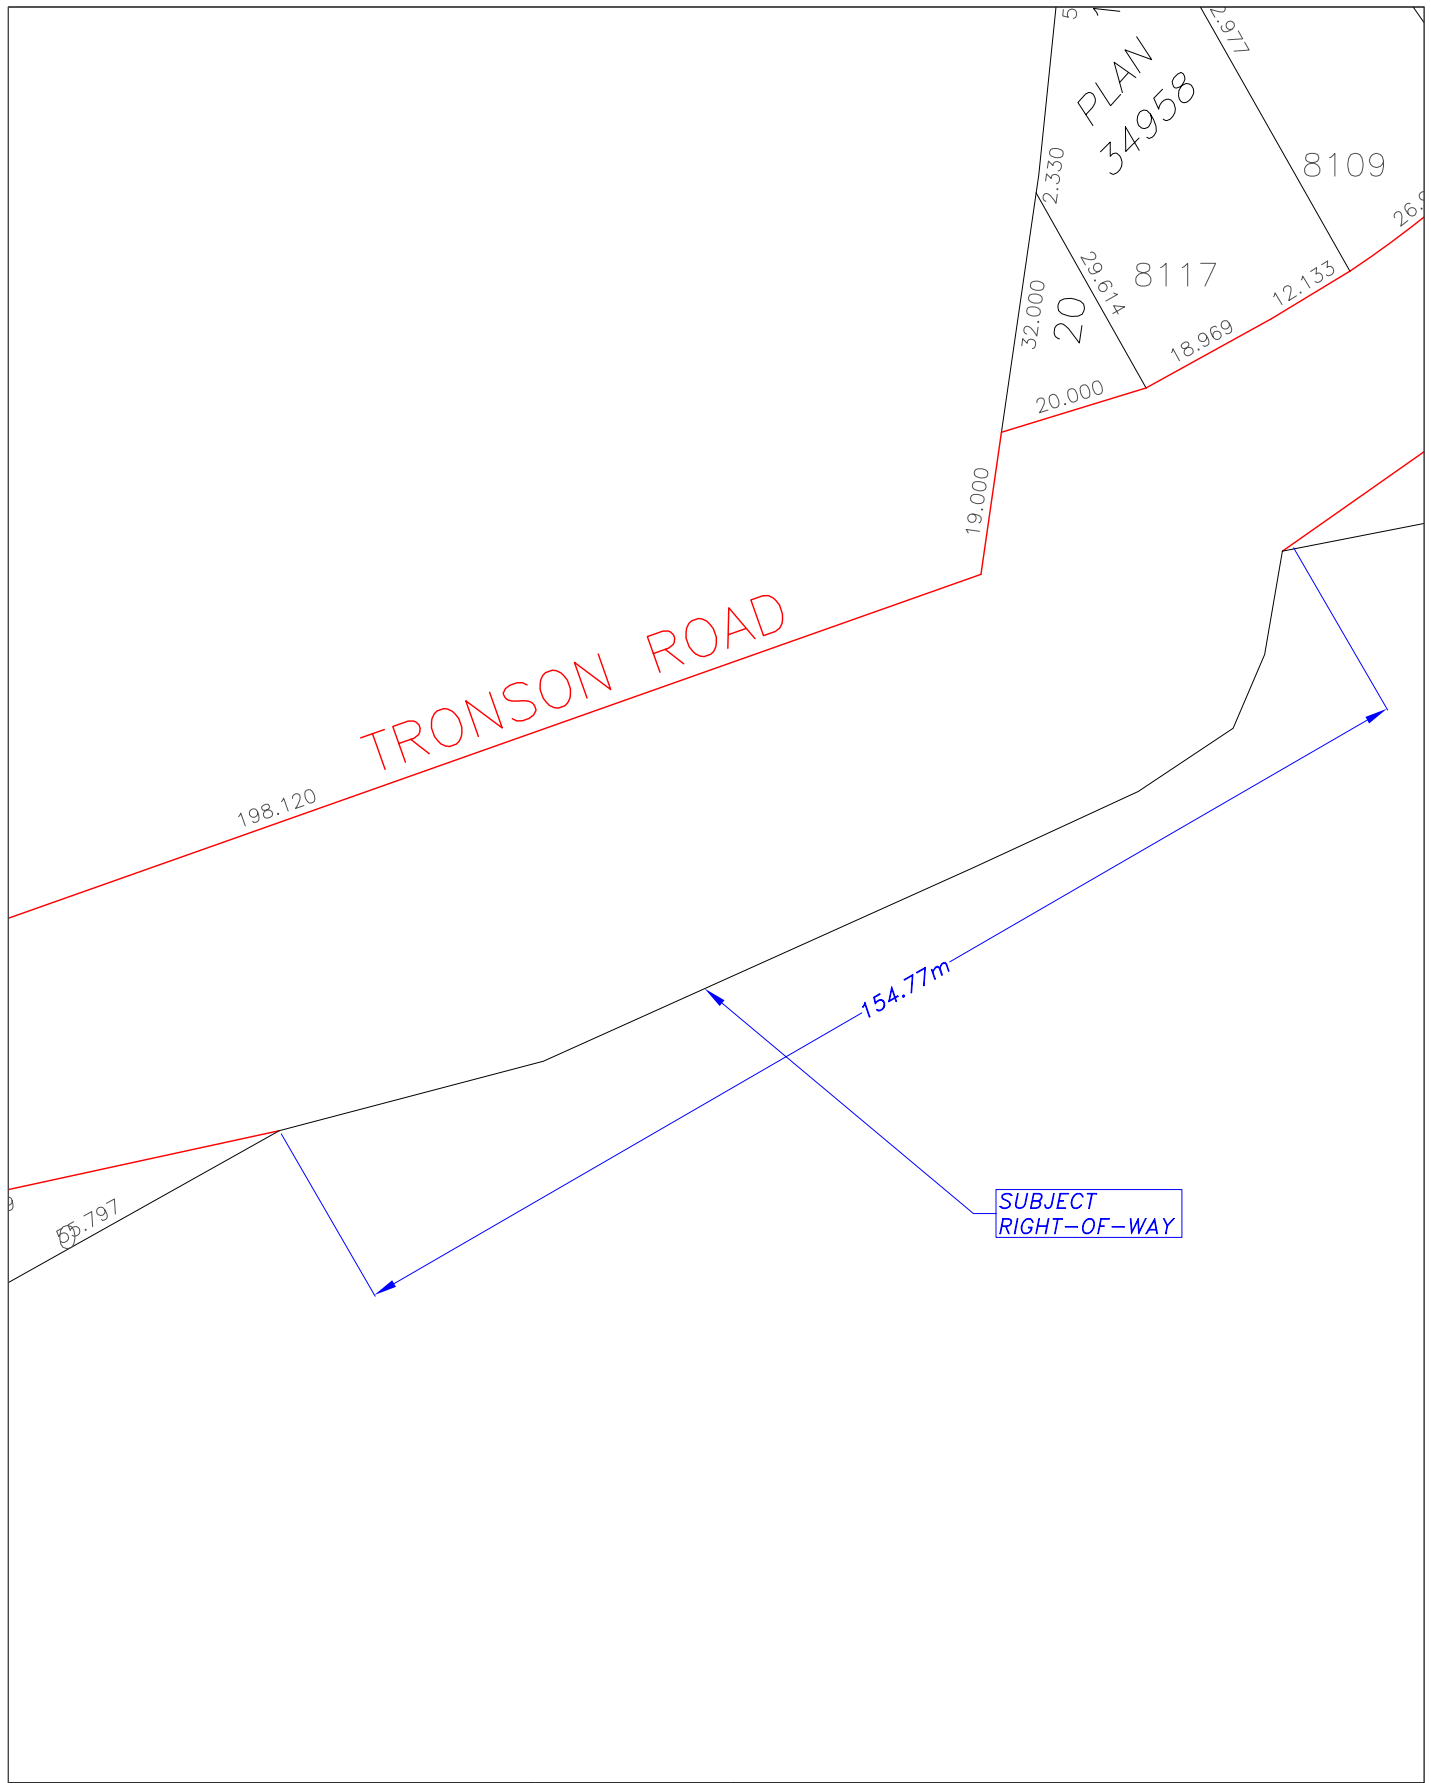 PLAN
34958
2.977
8109
2.330
8117
29.614
12.133
32.000
20
18.969
20.000
19.000
TRONSON ROAD
198.120
154.77m
SUBJECT
RIGHT-OF-WAY